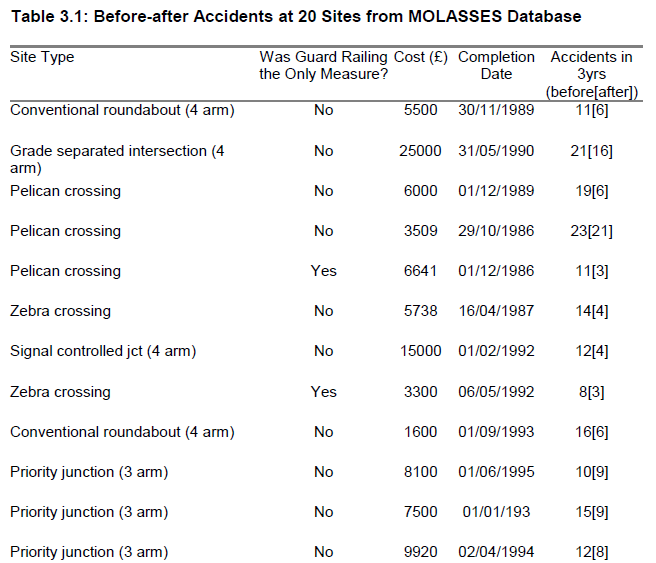 Table 3.1: Before-after Accidents at 20 Sites from MOLASSES Database
Site Type Was Guard Railing Cost (£) Completion Accidents in
the Only Measure? Date 3yrs
(before[after])
Conventional roundabout (4 arm) No 5500 30/11/1989 11[6]
Grade separated intersection (4 No 25000 31/05/1990 21[16]
arm)
Pelican crossing No 6000 01/12/1989 19[6]
Pelican crossing No 3509 29/10/1986 23[21]
Pelican crossing Yes 6641 01/12/1986 11[3]
Zebra crossing No 5738 16/04/1987 14[4]
Signal controlled jct (4 arm) No 15000 01/02/1992 12[4]
Zebra crossing Yes 3300 06/05/1992 8[3]
Conventional roundabout (4 arm) No 1600 01/09/1993 16[6]
Priority junction (3 arm) No 8100 01/06/1995 10[9]
Priority junction (3 arm) No 7500 01/01/193 15[9]
Priority junction (3 arm) No 9920 02/04/1994 12[8]